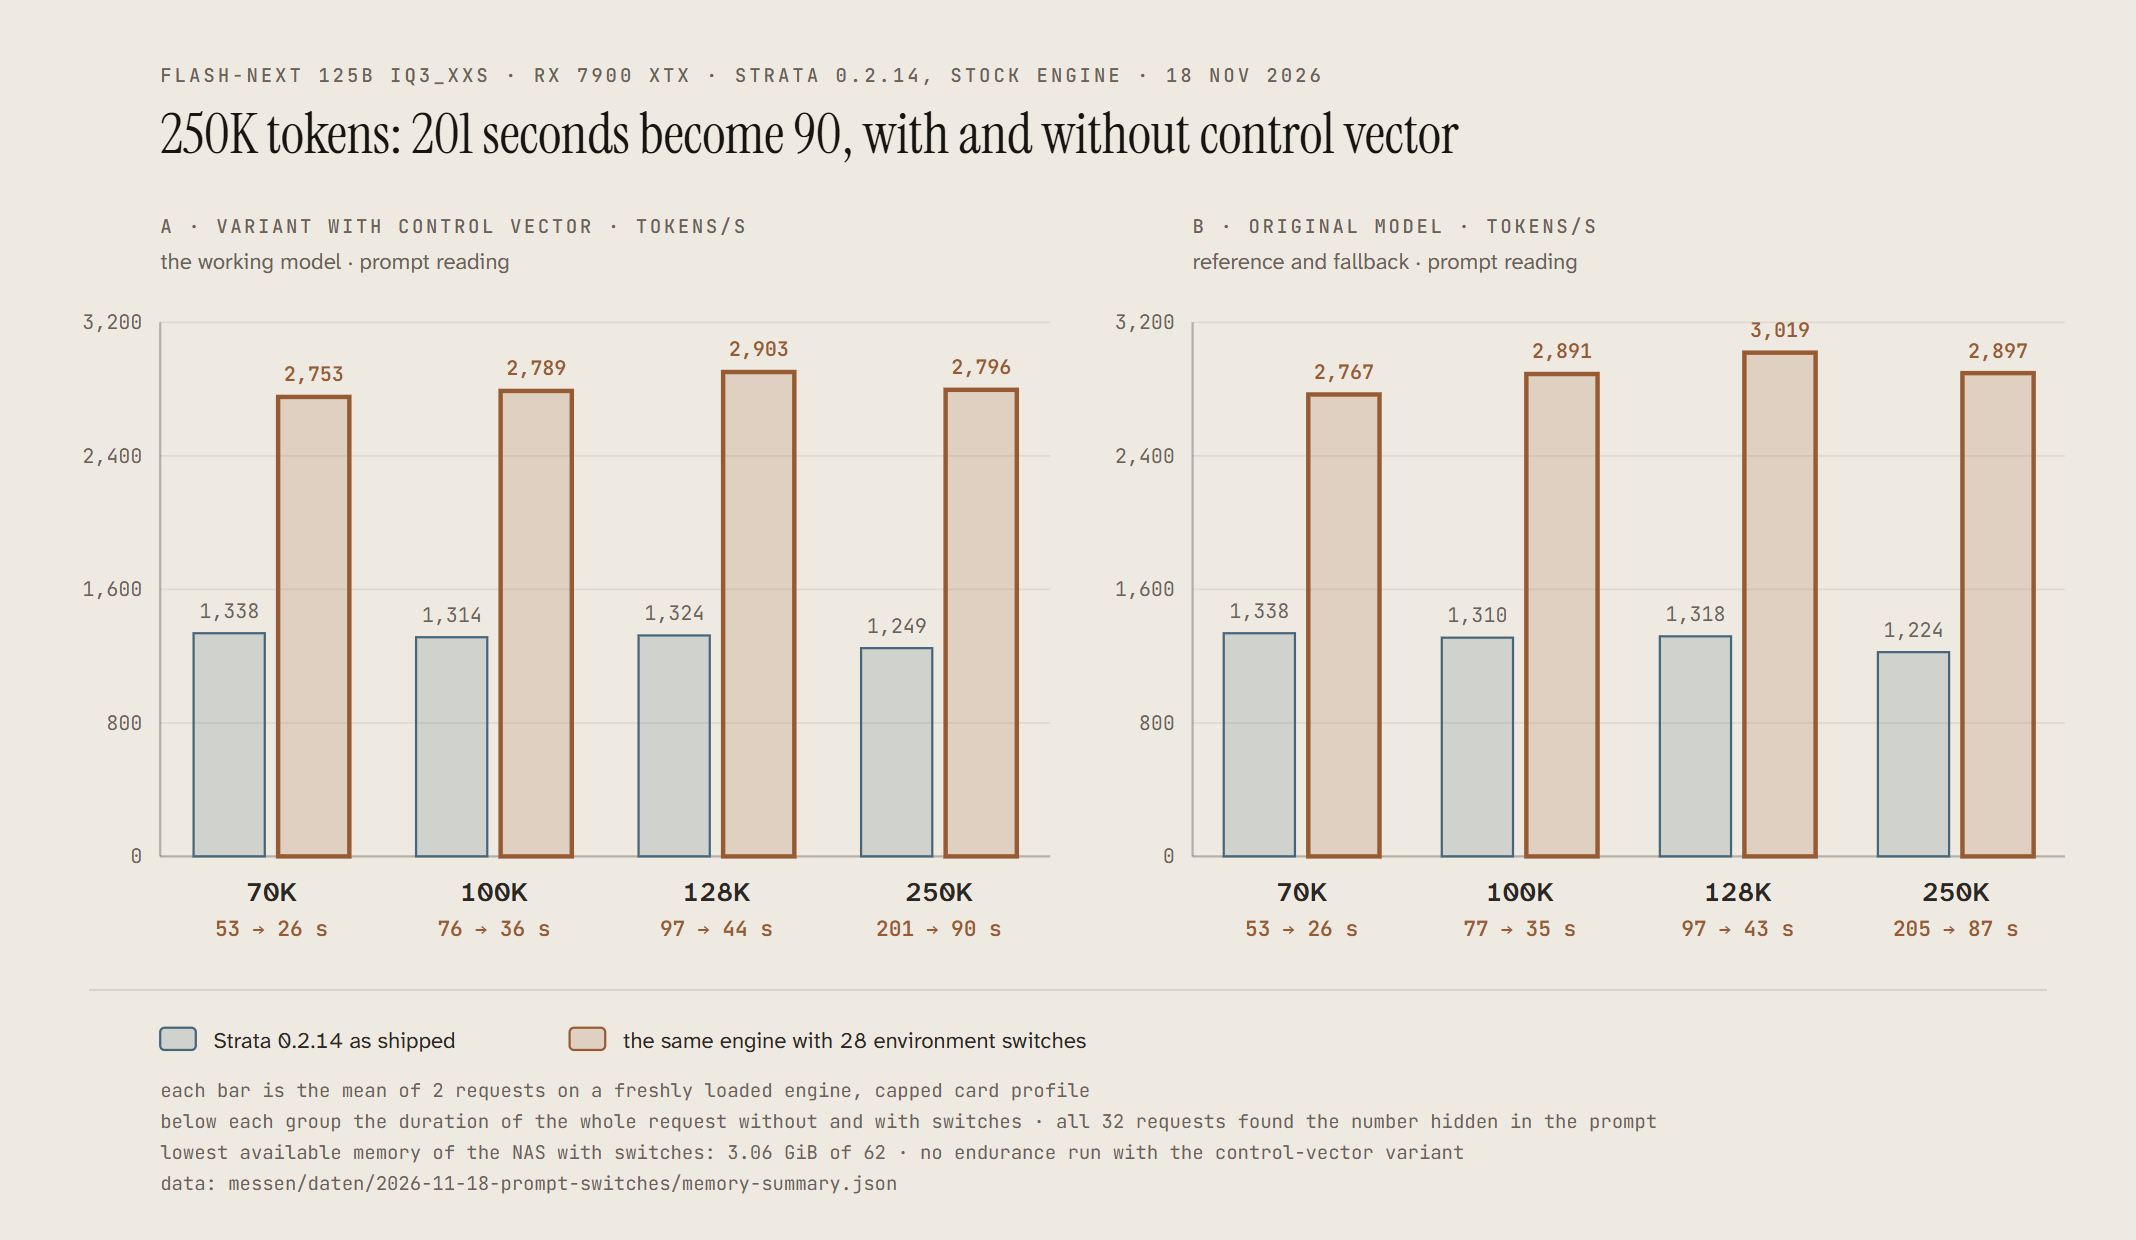 FLASH-NEXT 125B IQ3_XXS · RX 7900 XTX · STRATA 0.2.14, STOCK ENGINE · 18 NOV 2026
250K tokens: 201 seconds become 90, with and without control vector
A · VARIANT WITH CONTROL VECTOR · TOKENS/S
the working model · prompt reading
3,200
2,400
1,600
800
0
2,753
2,789
2,903
2,796
1,338
1,314
1,324
1,249
70K
100K
128K
250K
53 → 26 s
76 → 36 s
97 → 44 s
201 → 90 s
B · ORIGINAL MODEL · TOKENS/S
reference and fallback · prompt reading
3,200
2,400
1,600
800
0
2,767
2,891
3,019
2,897
1,338
1,310
1,318
1,224
70K
100K
128K
250K
53 → 26 s
77 → 35 s
97 → 43 s
205 → 87 s
Strata 0.2.14 as shipped
the same engine with 28 environment switches
each bar is the mean of 2 requests on a freshly loaded engine, capped card profile
below each group the duration of the whole request without and with switches · all 32 requests found the number hidden in the prompt
lowest available memory of the NAS with switches: 3.06 GiB of 62 · no endurance run with the control-vector variant
data: messen/daten/2026-11-18-prompt-switches/memory-summary.json